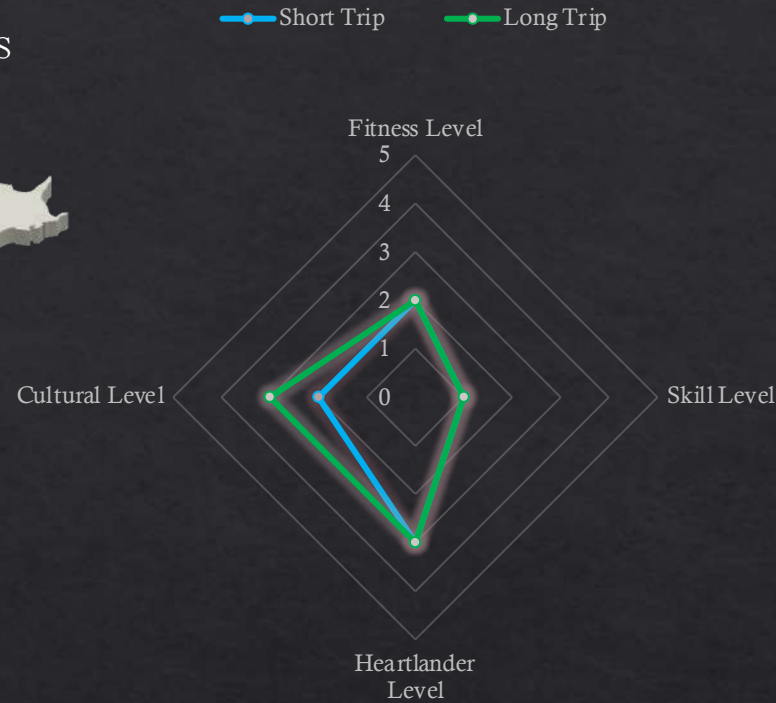 Short Trip
Long Trip
s
Fitness Level
5
4
3
2
1
0
Cultural Level
Skill Level
Heartlander
Level